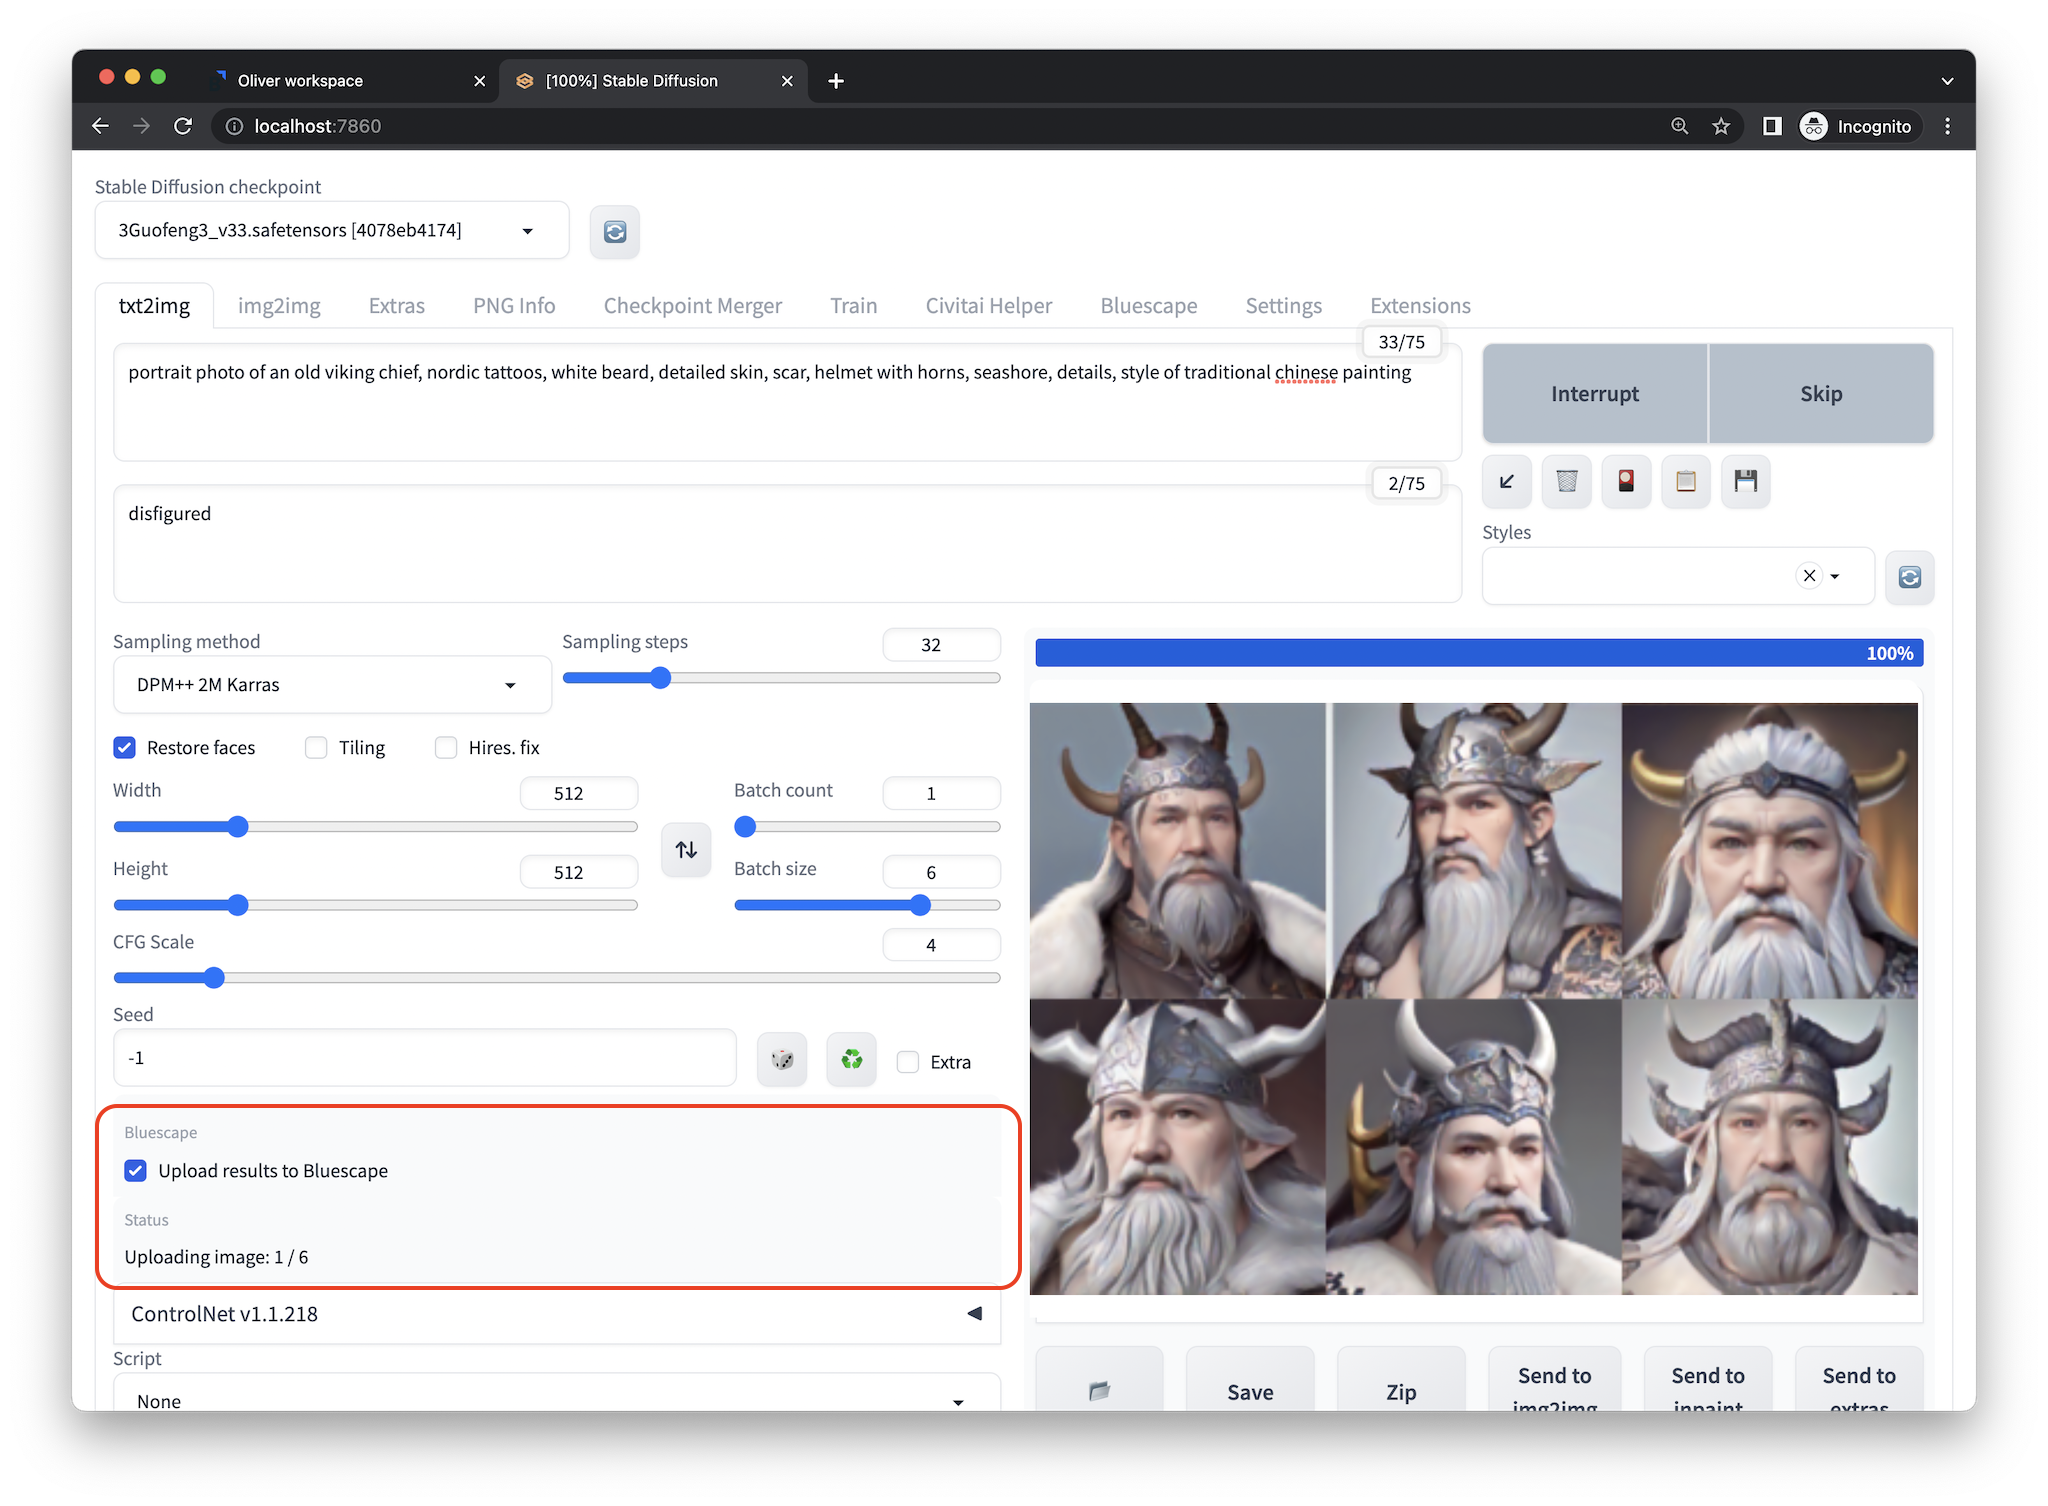 Oliver workspace
[100%] Stable Diffusion
localhost:7860
Incognito
Stable Diffusion checkpoint
3Guofeng3_v33.safetensors [4078eb4174]
txt2img
img2img
Extras
PNG Info
Checkpoint Merger
Train
Civitai Helper
Bluescape
Settings
Extensions
33/75
portrait photo of an old viking chief, nordic tattoos, white beard, detailed skin, scar, helmet with horns, seashore, details, style of traditional chinese painting
Interrupt
Skip
2/75
disfigured
Styles
Sampling method
DPM++ 2M Karras
Sampling steps
32
100%
Restore faces
Tiling
Hires. fix
Width
512
Batch count
1
Height
512
Batch size
6
CFG Scale
4
Seed
-1
Extra
Bluescape
Upload results to Bluescape
Status
Uploading image: 1 / 6
ControlNet v1.1.218
Script
None
Save
Zip
Send to
img2img
Send to
inpaint
Send to
extras